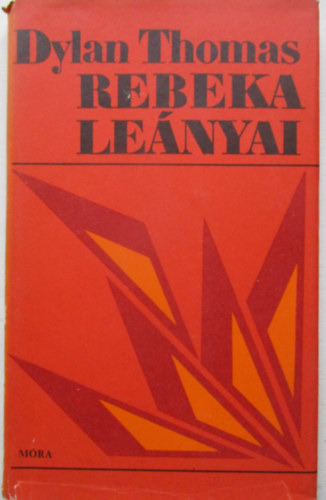 Dylan Thomas
REBEKA
LEÁNYAI
MÓRA